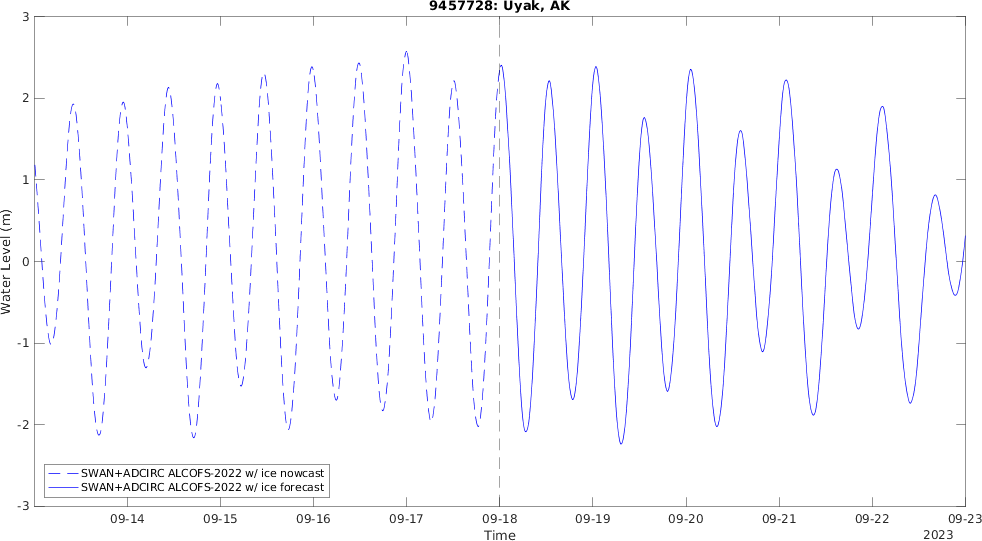 9457728: Uyak, AK
3
2
1
0
-1
-2
-3
Water Level (m)
SWAN+ADCIRC ALCOFS-2022 w/ ice nowcast
SWAN+ADCIRC ALCOFS-2022 w/ ice forecast
09-14 09-15 09-16 09-17 09-18 09-19 09-20 09-21 09-22 09-23
Time
2023